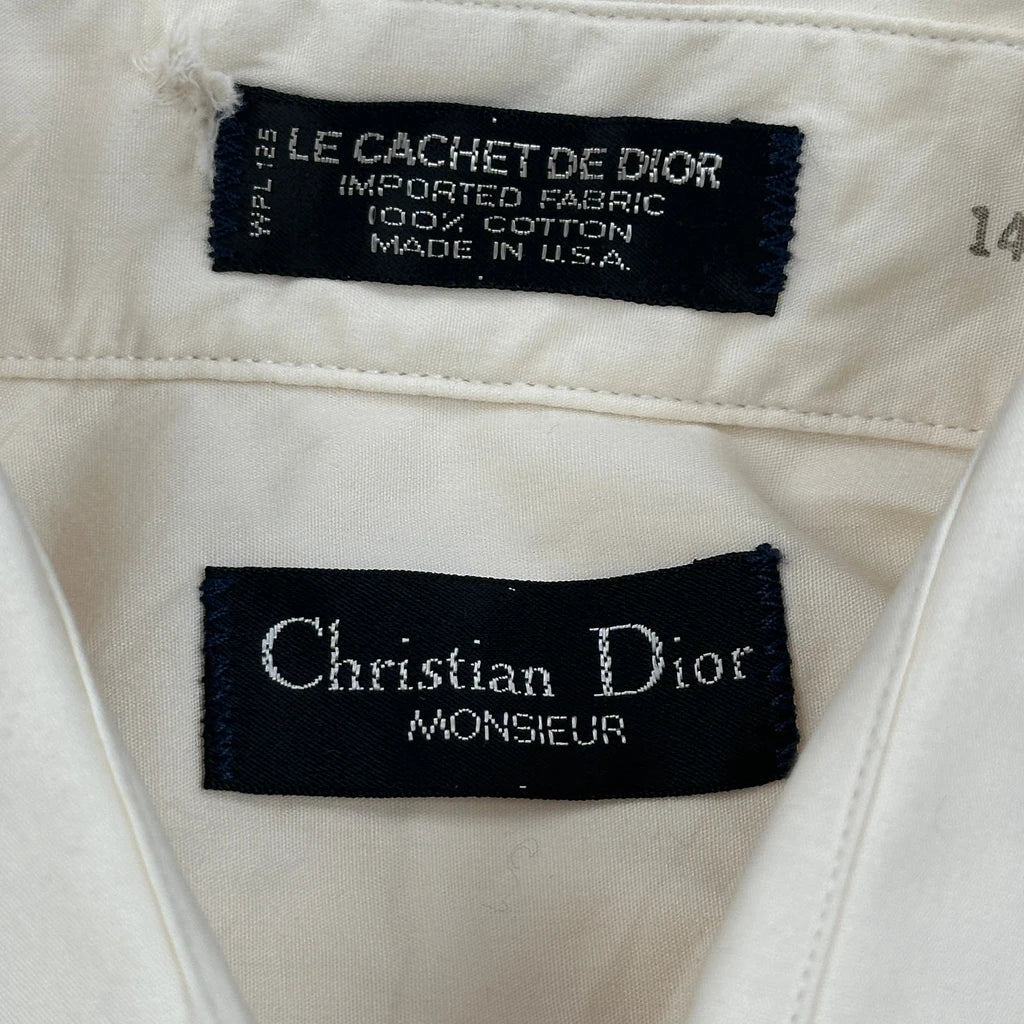 WPL 125
LE CACHET DE DIOR
IMPORTED FABRIC
100% COTTON
MADE IN U.S.A.
14
Christian Dior
MONSIEUR